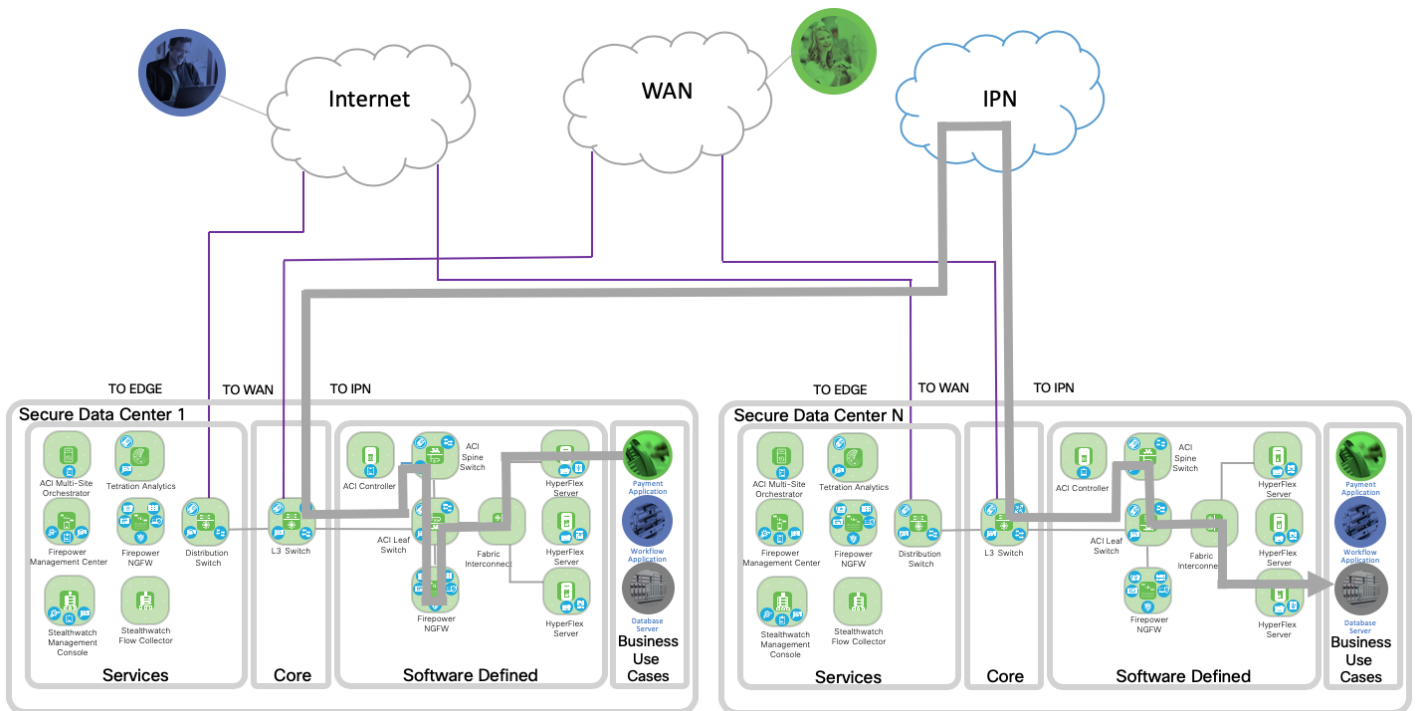 Internet
WAN
IPN
TO EDGE
TO WAN
TO IPN
TO EDGE
TO WAN
TO IPN
Secure Data Center 1
ACI Multi-Site
Orchestrator
Tetration Analytics
Firepower
Management Center
Firepower
NGFW
Distribution
Switch
Stealthwatch
Management
Console
Stealthwatch
Flow Collector
Services
L3 Switch
Core
ACI Controller
ACI
Spine
Switch
ACI Leaf
Switch
Fabric
Interconnect
Firepower
NGFW
HyperFlex
Server
HyperFlex
Server
HyperFlex
Server
Software Defined
Payment
Application
Workflow
Application
Database
Server
Business
Use
Cases
Secure Data Center N
ACI Multi-Site
Orchestrator
Tetration Analytics
Firepower
Management Center
Firepower
NGFW
Distribution
Switch
Stealthwatch
Management
Console
Stealthwatch
Flow Collector
Services
L3 Switch
Core
ACI Controller
ACI
Spine
Switch
ACI Leaf
Switch
Fabric
Firepower
NGFW
HyperFlex
Server
HyperFlex
Server
HyperFlex
Server
Software Defined
Payment
Application
Workflow
Application
Database
Server
Business
Use
Cases